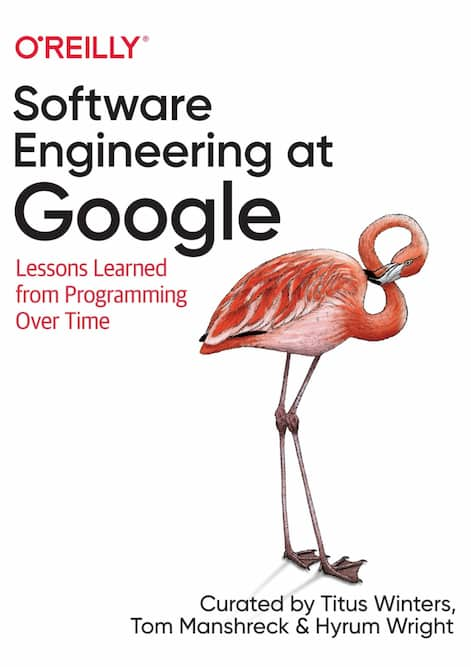 O'REILLY®
Software
Engineering at
Google
Lessons Learned
from Programming
Over Time
Curated by Titus Winters,
Tom Manshreck & Hyrum Wright